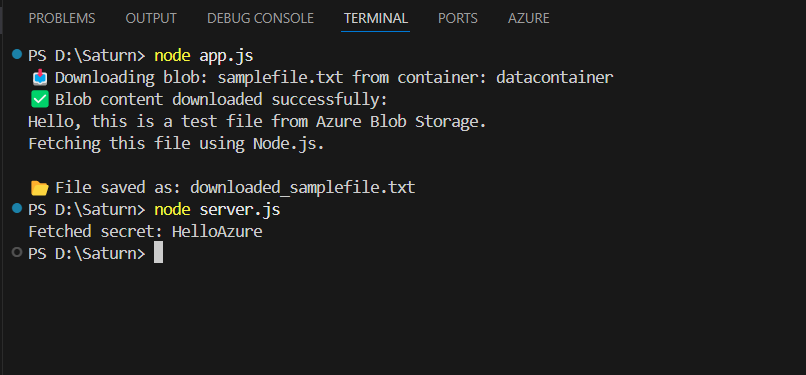 PROBLEMS OUTPUT DEBUG CONSOLE TERMINAL PORTS AZURE
PS D:\Saturn> node app.js
📥 Downloading blob: samplefile.txt from container: datacontainer
✅ Blob content downloaded successfully:
Hello, this is a test file from Azure Blob Storage.
Fetching this file using Node.js.
📂 File saved as: downloaded_samplefile.txt
PS D:\Saturn> node server.js
Fetched secret: HelloAzure
PS D:\Saturn>